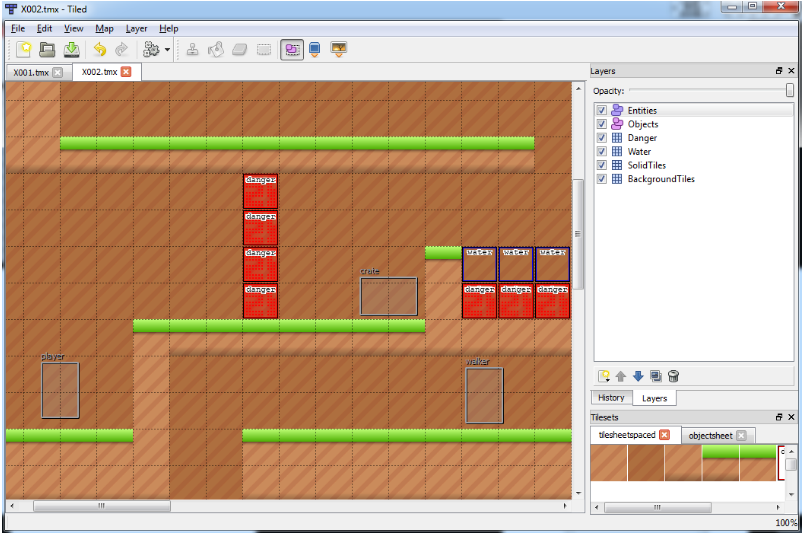 X002.tmx - Tiled
File Edit View Map Layer Help
X001.tmx X002.tmx
danger
danger
danger
danger
crate
water water water
danger danger danger
player
walker
Layers
Opacity:
Entities
Objects
Danger
Water
SolidTiles
BackgroundTiles
History Layers
Tilesets
tilesheetspaced objectsheet
100%